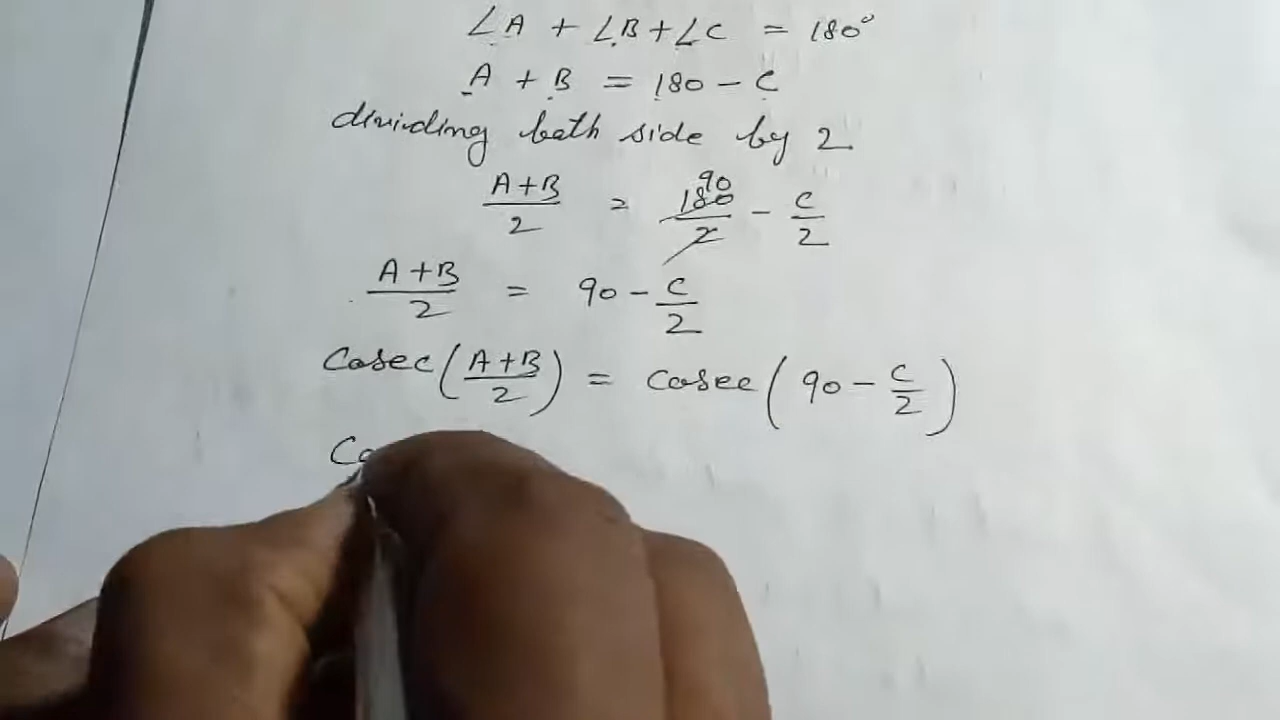 ∠A + ∠B + ∠C = 180°
A + B = 180 - C
dividing both side by 2
(A+B)/2 = 180/2 - C/2 90
(A+B)/2 = 90 - C/2
Cosec((A+B)/2) = Cosec(90 - C/2)
Co